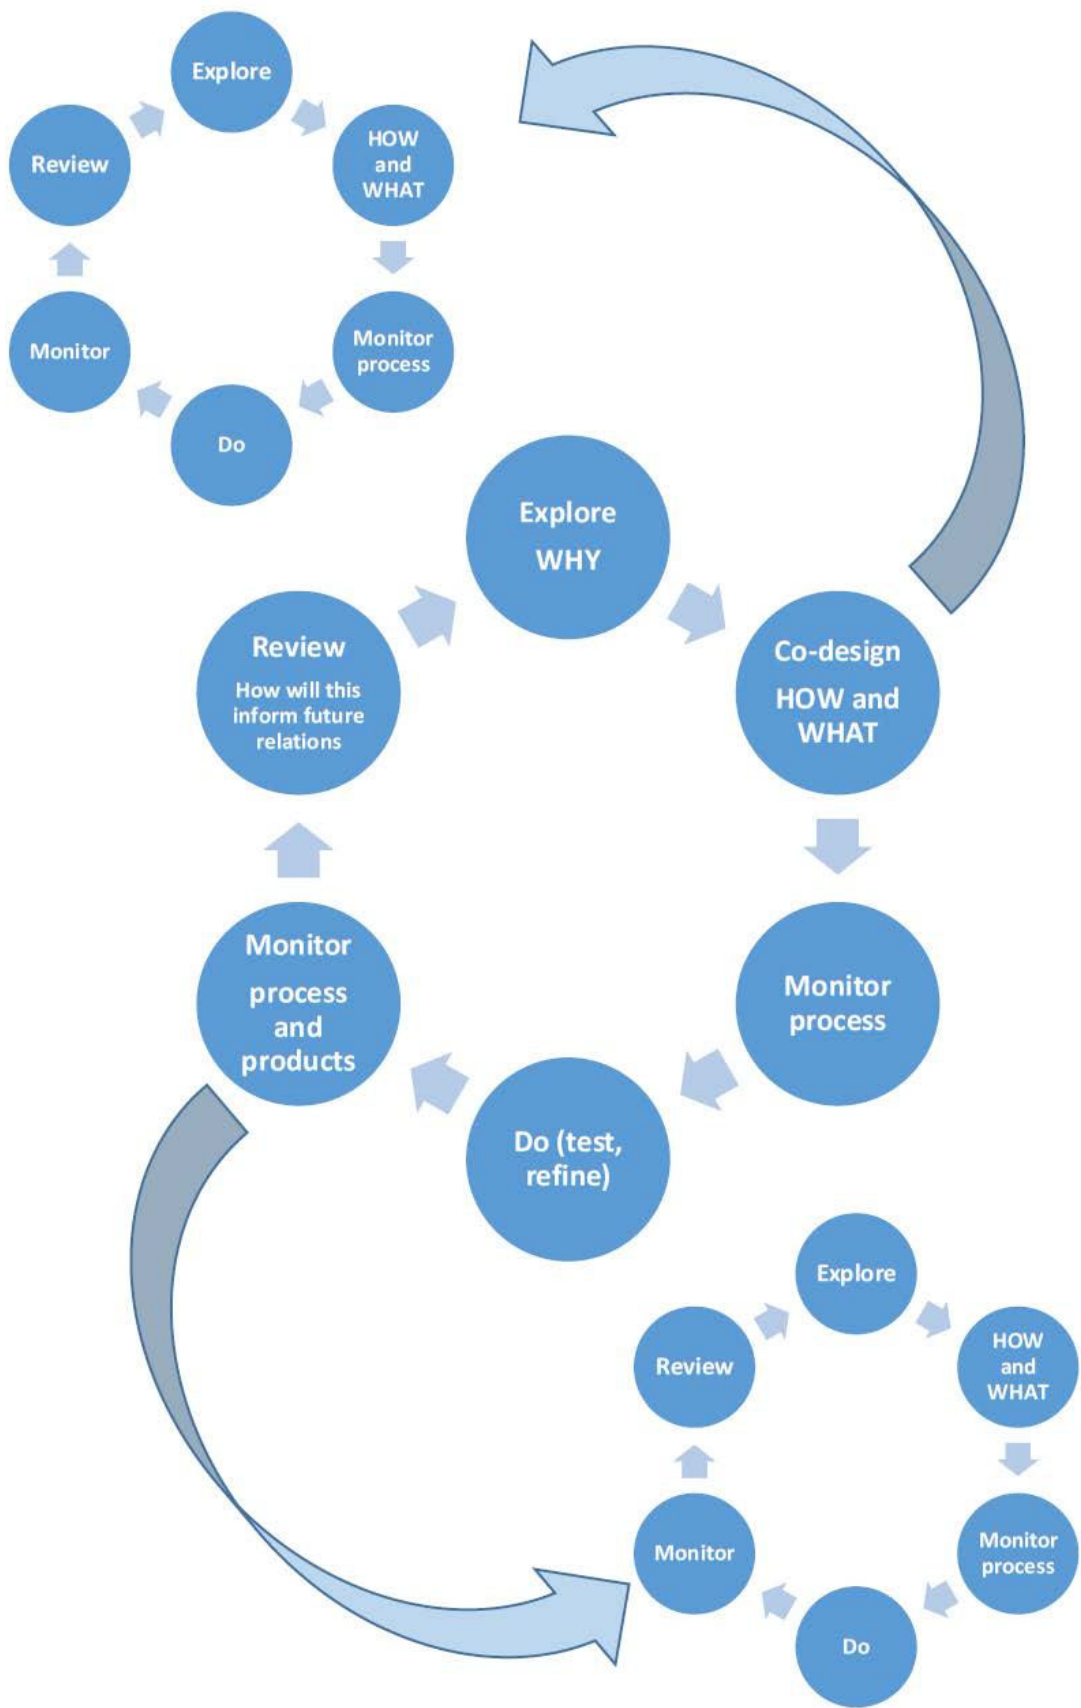 Explore
HOW
and
WHAT
Monitor
process
Do
Monitor
Review
Explore
WHY
Co-design
HOW and
WHAT
Monitor
process
Do (test,
refine)
Monitor
process
and
products
Review
How will this
inform future
relations
Explore
HOW
and
WHAT
Monitor
process
Do
Monitor
Review